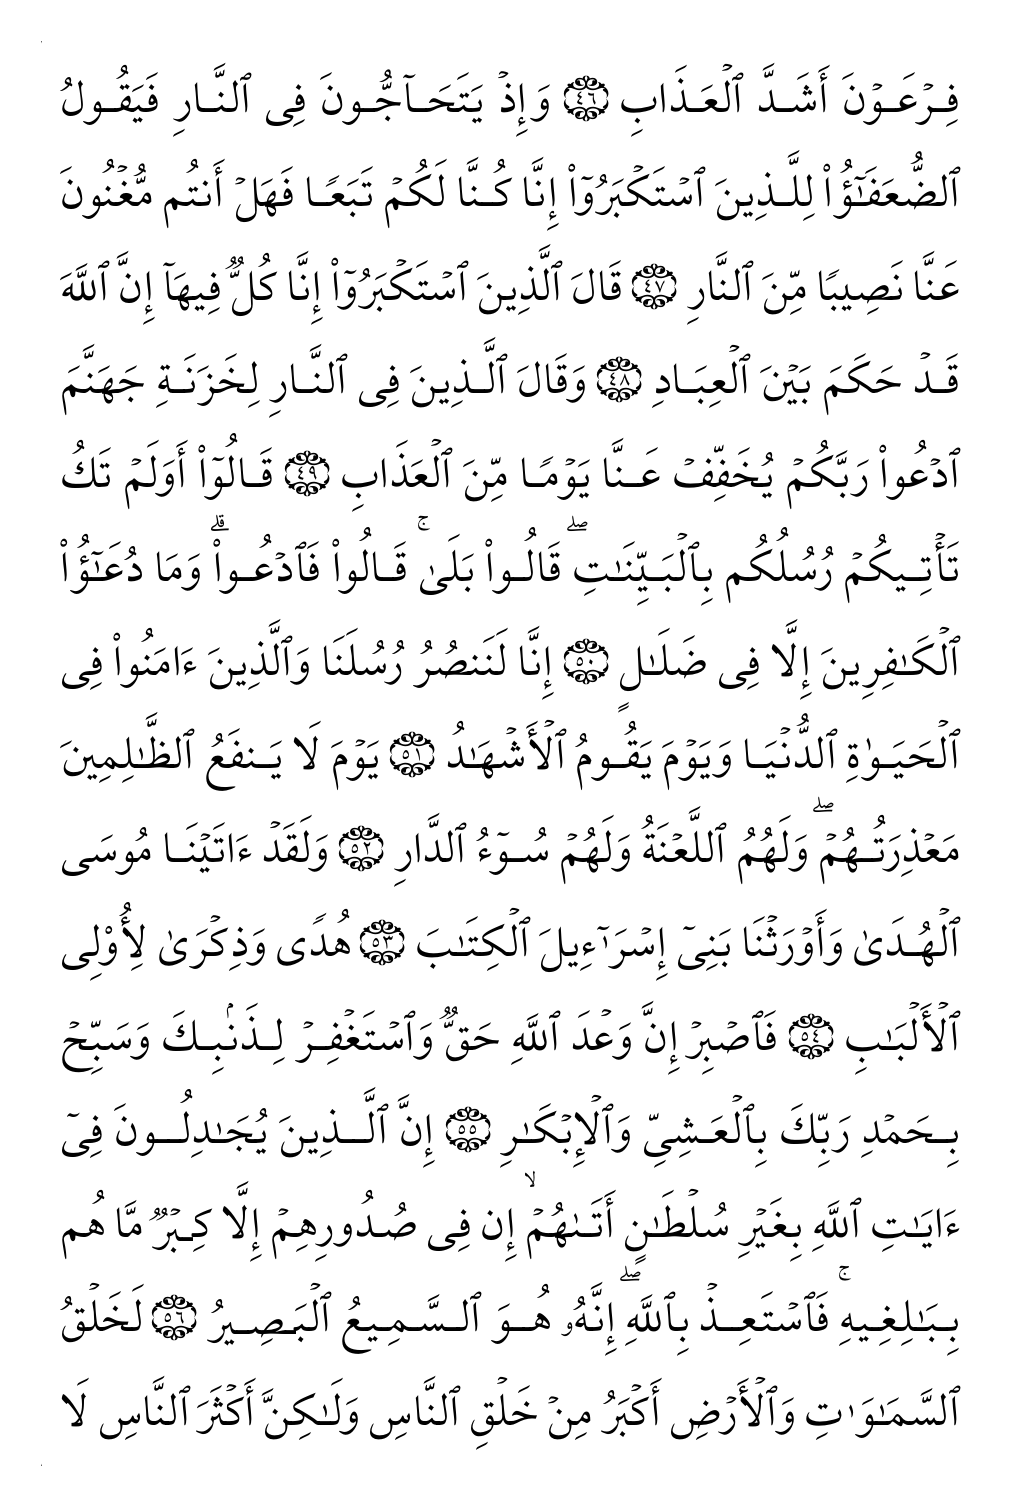 فِرۡعَوۡنَ أَشَدَّ ٱلۡعَذَابِ ٤٦ وَإِذۡ يَتَحَآجُّونَ فِى ٱلنَّارِ فَيَقُولُ
ٱلضُّعَفَـٰٓؤُا۟ لِلَّذِينَ ٱسۡتَكۡبَرُوٓا۟ إِنَّا كُنَّا لَكُمۡ تَبَعًا فَهَلۡ أَنتُم مُّغۡنُونَ
عَنَّا نَصِيبًا مِّنَ ٱلنَّارِ ٤٧ قَالَ ٱلَّذِينَ ٱسۡتَكۡبَرُوٓا۟ إِنَّا كُلٌّ فِيهَآ إِنَّ ٱللَّهَ
قَدۡ حَكَمَ بَيۡنَ ٱلۡعِبَادِ ٤٨ وَقَالَ ٱلَّذِينَ فِى ٱلنَّارِ لِخَزَنَةِ جَهَنَّمَ
ٱدۡعُوا۟ رَبَّكُمۡ يُخَفِّفۡ عَنَّا يَوۡمًا مِّنَ ٱلۡعَذَابِ ٤٩ قَالُوٓا۟ أَوَلَمۡ تَكُ
تَأۡتِيكُمۡ رُسُلُكُم بِٱلۡبَيِّنَـٰتِۖ قَالُوا۟ بَلَىٰۚ قَالُوا۟ فَٱدۡعُوا۟ۗ وَمَا دُعَـٰٓؤُا۟
ٱلۡكَـٰفِرِينَ إِلَّا فِى ضَلَـٰلٍ ٥٠ إِنَّا لَنَنصُرُ رُسُلَنَا وَٱلَّذِينَ ءَامَنُوا۟ فِى
ٱلۡحَيَوٰةِ ٱلدُّنۡيَا وَيَوۡمَ يَقُومُ ٱلۡأَشۡهَـٰدُ ٥١ يَوۡمَ لَا يَنفَعُ ٱلظَّـٰلِمِينَ
مَعۡذِرَتُهُمۡۖ وَلَهُمُ ٱللَّعۡنَةُ وَلَهُمۡ سُوٓءُ ٱلدَّارِ ٥٢ وَلَقَدۡ ءَاتَيۡنَا مُوسَى
ٱلۡهُدَىٰ وَأَوۡرَثۡنَا بَنِىٓ إِسۡرَٰٓءِيلَ ٱلۡكِتَـٰبَ ٥٣ هُدًى وَذِكۡرَىٰ لِأُو۟لِى
ٱلۡأَلۡبَـٰبِ ٥٤ فَٱصۡبِرۡ إِنَّ وَعۡدَ ٱللَّهِ حَقٌّ وَٱسۡتَغۡفِرۡ لِذَنۢبِكَ وَسَبِّحۡ
بِحَمۡدِ رَبِّكَ بِٱلۡعَشِىِّ وَٱلۡإِبۡكَـٰرِ ٥٥ إِنَّ ٱلَّذِينَ يُجَـٰدِلُونَ فِىٓ
ءَايَـٰتِ ٱللَّهِ بِغَيۡرِ سُلۡطَـٰنٍ أَتَىٰهُمۡۙ إِن فِى صُدُورِهِمۡ إِلَّا كِبۡرٌ مَّا هُم
بِبَـٰلِغِيهِۚ فَٱسۡتَعِذۡ بِٱللَّهِۖ إِنَّهُۥ هُوَ ٱلسَّمِيعُ ٱلۡبَصِيرُ ٥٦ لَخَلۡقُ
ٱلسَّمَـٰوَٰتِ وَٱلۡأَرۡضِ أَكۡبَرُ مِنۡ خَلۡقِ ٱلنَّاسِ وَلَـٰكِنَّ أَكۡثَرَ ٱلنَّاسِ لَا